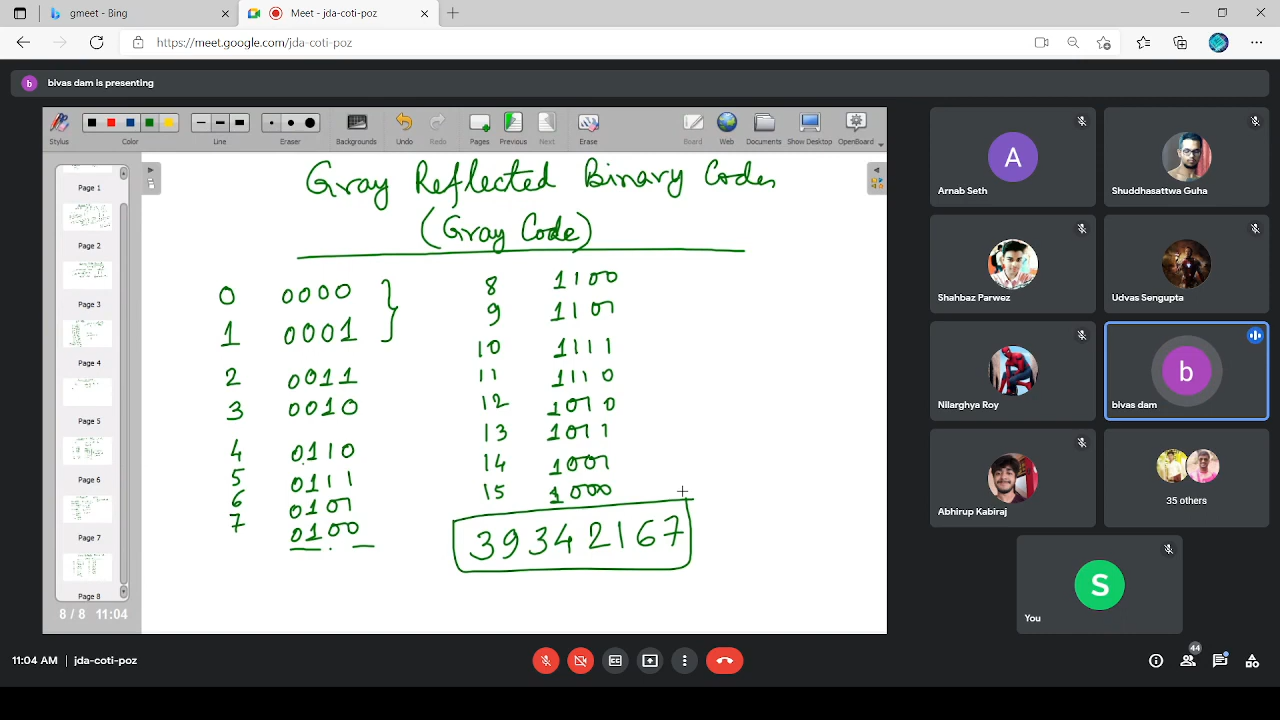 gmeet - Bing
Meet - jda-coti-poz
https://meet.google.com/jda-coti-poz
b
bivas dam is presenting
Stylus
Color
Line
Eraser
Backgrounds
Undo
Redo
Pages
Previous
Next
Erase
Board
Web
Documents
Show Desktop
OpenBoard
Page 1
Page 2
Page 3
Page 4
Page 5
Page 6
Page 7
Page 8
8 / 8 11:04
Gray Reflected Binary Codes
(Gray Code)
0 0000
1 0001
2 0011
3 0010
4 0110
5 0111
6 0101
7 0100
8 1100
9 1101
10 1111
11 1110
12 1010
13 1011
14 1001
15 1000
39342167
A
Arnab Seth
Shuddhasattwa Guha
Shahbaz Parwez
Udvas Sengupta
Nilarghya Roy
b
bivas dam
Abhirup Kabiraj
35 others
S
You
11:04 AM | jda-coti-poz
44